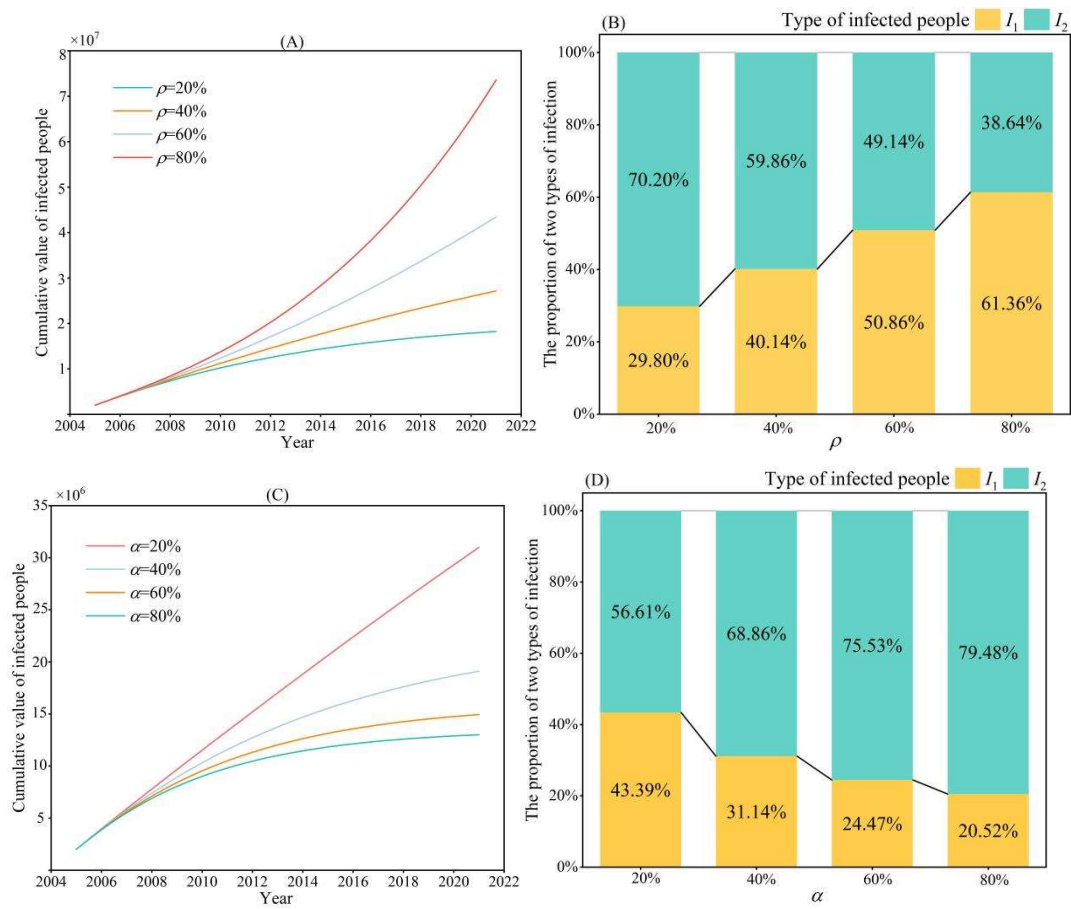 (A)
×10⁷
8
7
6
5
4
3
2
1
Cumulative value of infected people
ρ=20%
ρ=40%
ρ=60%
ρ=80%
2004 2006 2008 2010 2012 2014 2016 2018 2020 2022
Year
(B)
Type of infected people I₁ I₂
100%
80%
60%
40%
20%
0%
The proportion of two types of infection
70.20% 59.86% 49.14% 38.64%
29.80% 40.14% 50.86% 61.36%
20% 40% 60% 80%
ρ
(C)
×10⁶
35
30
25
20
15
10
5
Cumulative value of infected people
α=20%
α=40%
α=60%
α=80%
2004 2006 2008 2010 2012 2014 2016 2018 2020 2022
Year
(D)
Type of infected people I₁ I₂
100%
80%
60%
40%
20%
0%
The proportion of two types of infection
56.61% 68.86% 75.53% 79.48%
43.39% 31.14% 24.47% 20.52%
20% 40% 60% 80%
α